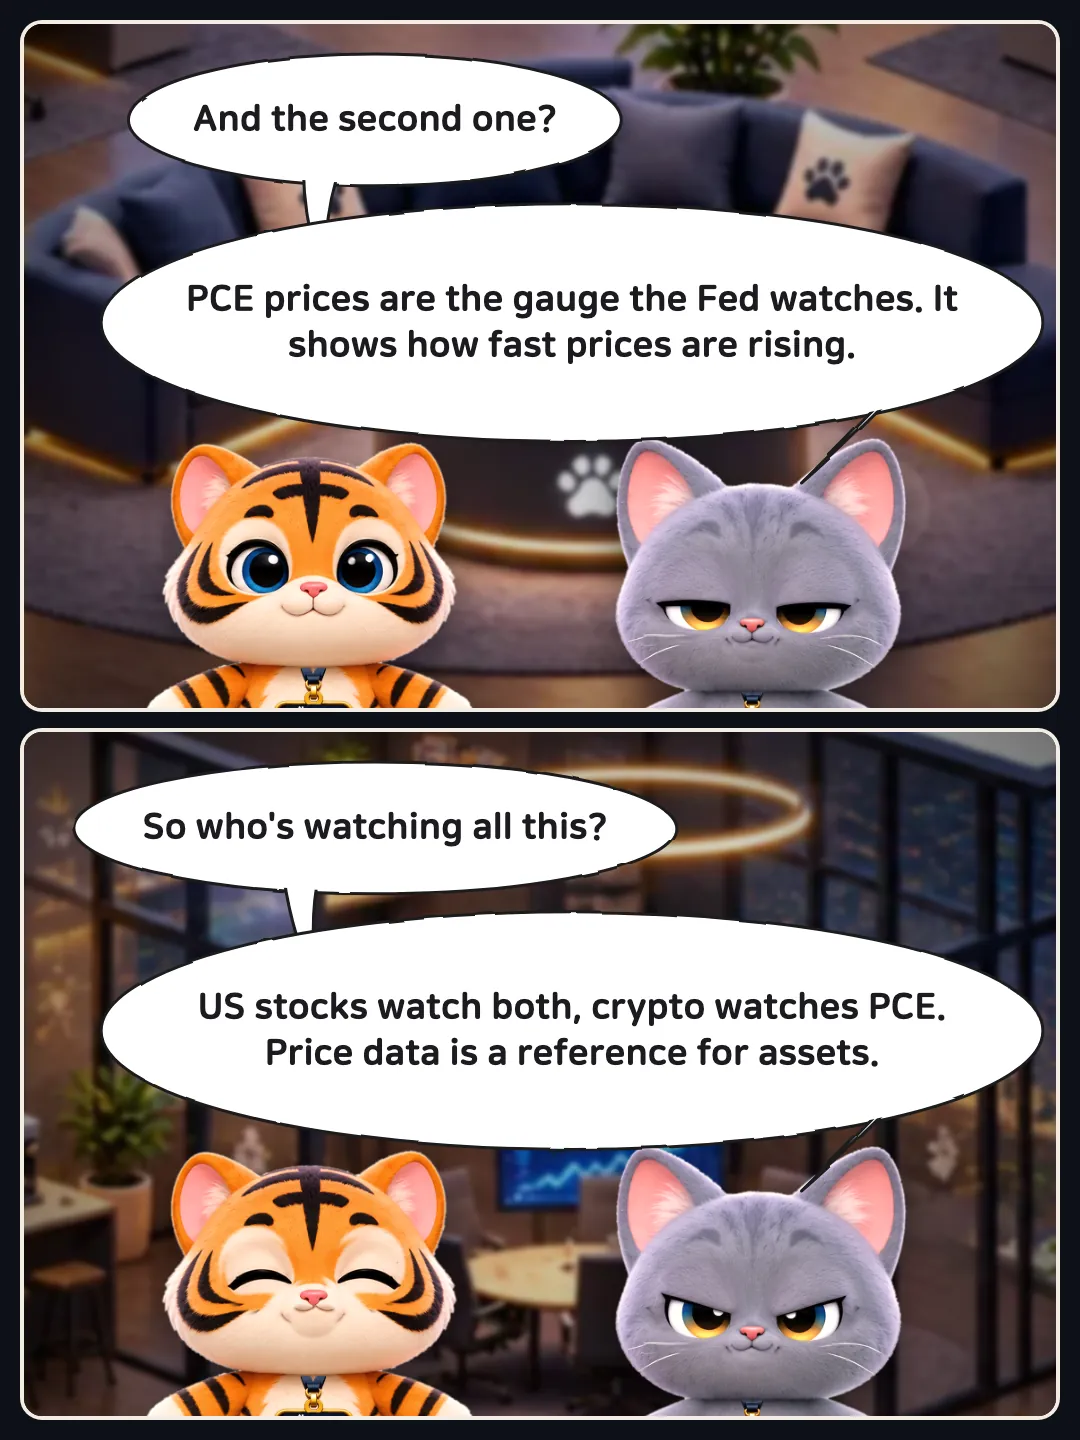 And the second one?
PCE prices are the gauge the Fed watches. It
shows how fast prices are rising.
So who's watching all this?
US stocks watch both, crypto watches PCE.
Price data is a reference for assets.